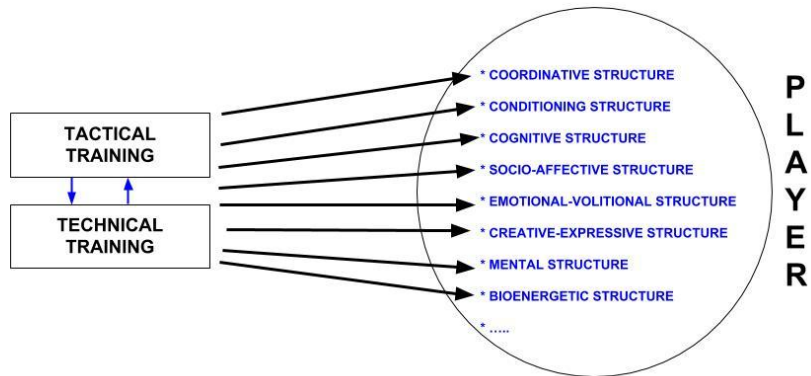 TACTICAL
TRAINING
TECHNICAL
TRAINING
* COORDINATIVE STRUCTURE
* CONDITIONING STRUCTURE
* COGNITIVE STRUCTURE
* SOCIO-AFFECTIVE STRUCTURE
* EMOTIONAL-VOLITIONAL STRUCTURE
* CREATIVE-EXPRESSIVE STRUCTURE
* MENTAL STRUCTURE
* BIOENERGETIC STRUCTURE
* .....
PLAYER